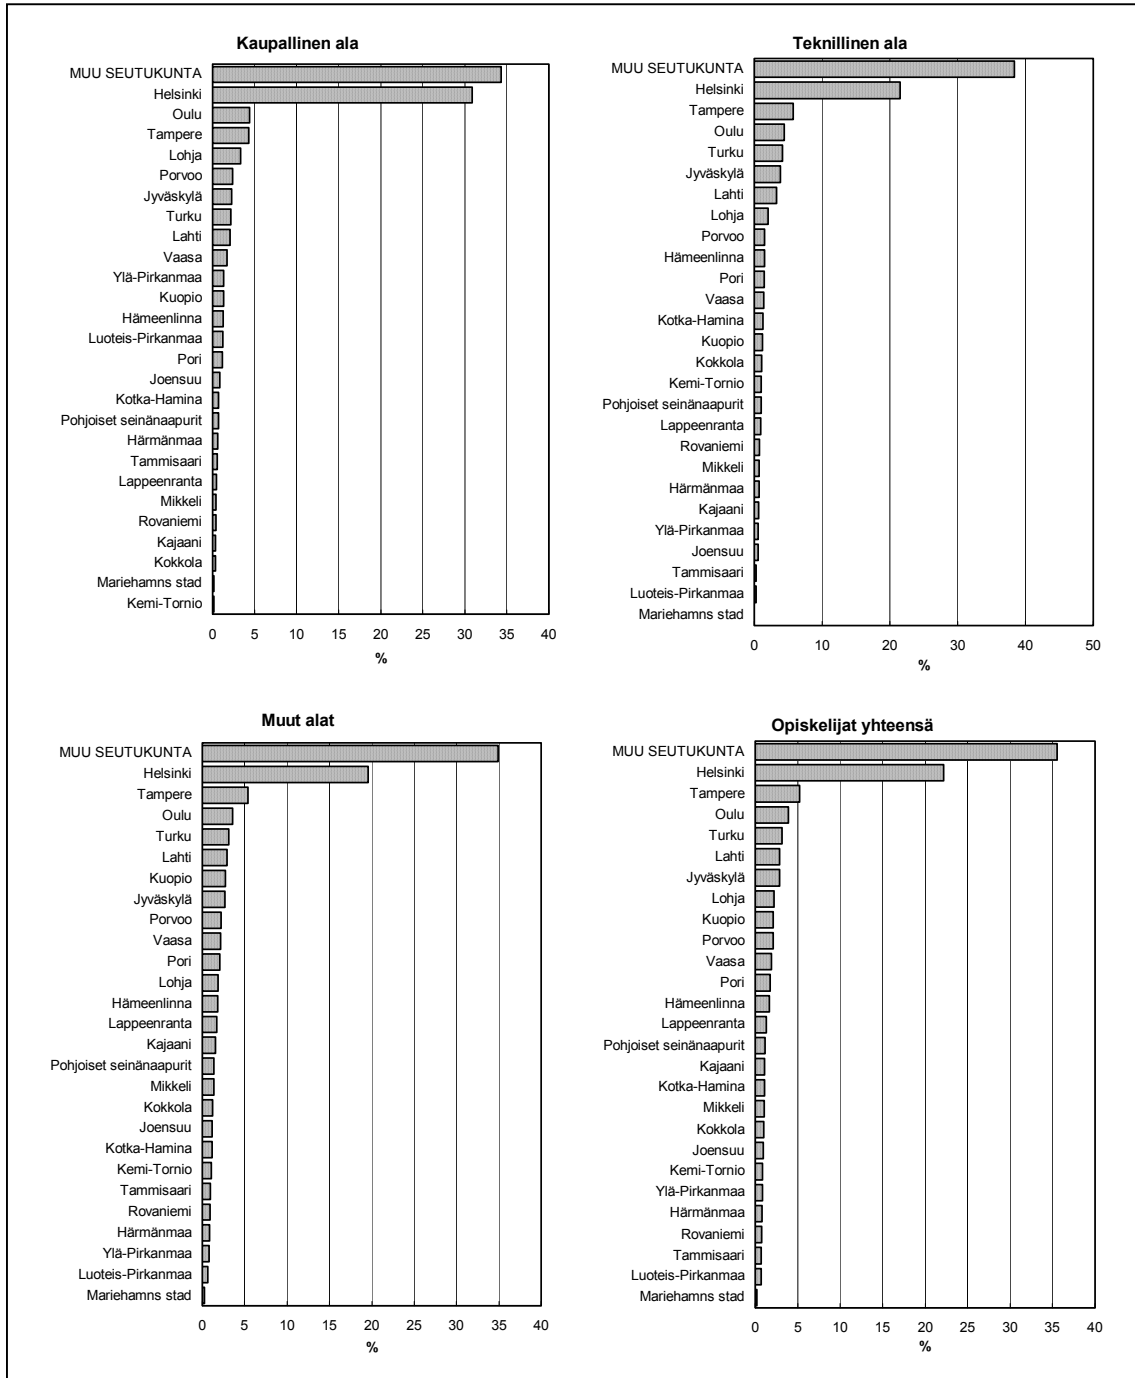 Kaupallinen ala
MUU SEUTUKUNTA
Helsinki
Oulu
Tampere
Lohja
Porvoo
Jyväskylä
Turku
Lahti
Vaasa
Ylä-Pirkanmaa
Kuopio
Hämeenlinna
Luoteis-Pirkanmaa
Pori
Joensuu
Kotka-Hamina
Pohjoiset seinänaapurit
Härmänmaa
Tammisaari
Lappeenranta
Mikkeli
Rovaniemi
Kajaani
Kokkola
Mariehamns stad
Kemi-Tornio
0 5 10 15 20 25 30 35 40
%
Teknillinen ala
MUU SEUTUKUNTA
Helsinki
Tampere
Oulu
Turku
Jyväskylä
Lahti
Lohja
Porvoo
Hämeenlinna
Pori
Vaasa
Kotka-Hamina
Kuopio
Kokkola
Kemi-Tornio
Pohjoiset seinänaapurit
Lappeenranta
Rovaniemi
Mikkeli
Härmänmaa
Kajaani
Ylä-Pirkanmaa
Joensuu
Tammisaari
Luoteis-Pirkanmaa
Mariehamns stad
0 10 20 30 40 50
%
Muut alat
MUU SEUTUKUNTA
Helsinki
Tampere
Oulu
Turku
Lahti
Kuopio
Jyväskylä
Porvoo
Vaasa
Pori
Lohja
Hämeenlinna
Lappeenranta
Kajaani
Pohjoiset seinänaapurit
Mikkeli
Kokkola
Joensuu
Kotka-Hamina
Kemi-Tornio
Tammisaari
Rovaniemi
Härmänmaa
Ylä-Pirkanmaa
Luoteis-Pirkanmaa
Mariehamns stad
0 5 10 15 20 25 30 35 40
%
Opiskelijat yhteensä
MUU SEUTUKUNTA
Helsinki
Tampere
Oulu
Turku
Lahti
Jyväskylä
Lohja
Kuopio
Porvoo
Vaasa
Pori
Hämeenlinna
Lappeenranta
Pohjoiset seinänaapurit
Kajaani
Kotka-Hamina
Mikkeli
Kokkola
Joensuu
Kemi-Tornio
Ylä-Pirkanmaa
Härmänmaa
Rovaniemi
Tammisaari
Luoteis-Pirkanmaa
Mariehamns stad
0 5 10 15 20 25 30 35 40
%